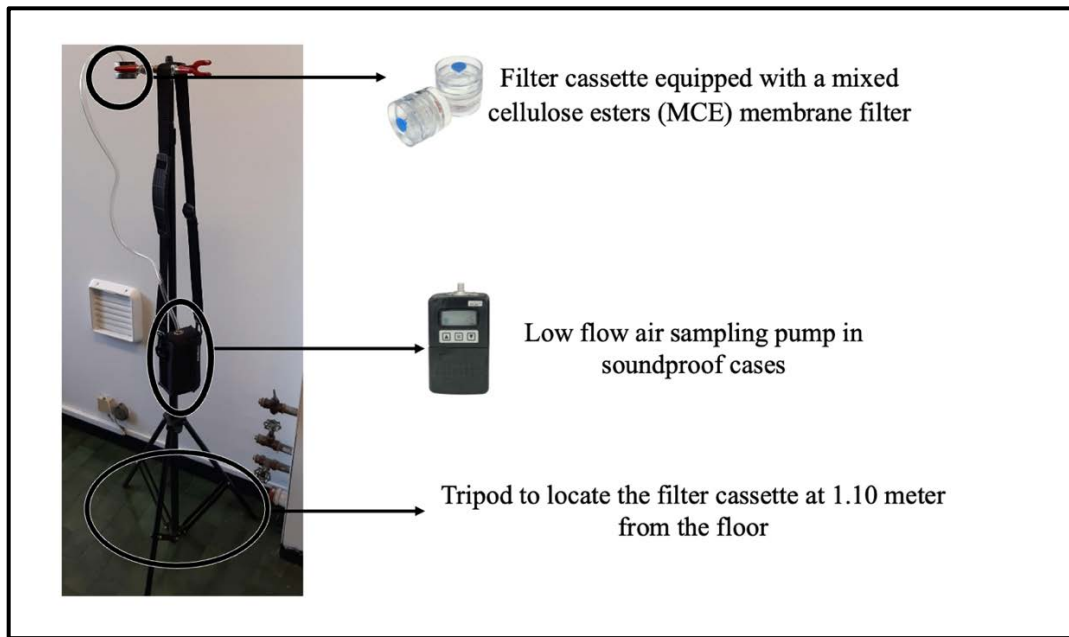 Filter cassette equipped with a mixed
cellulose esters (MCE) membrane filter
Low flow air sampling pump in
soundproof cases
Tripod to locate the filter cassette at 1.10 meter
from the floor